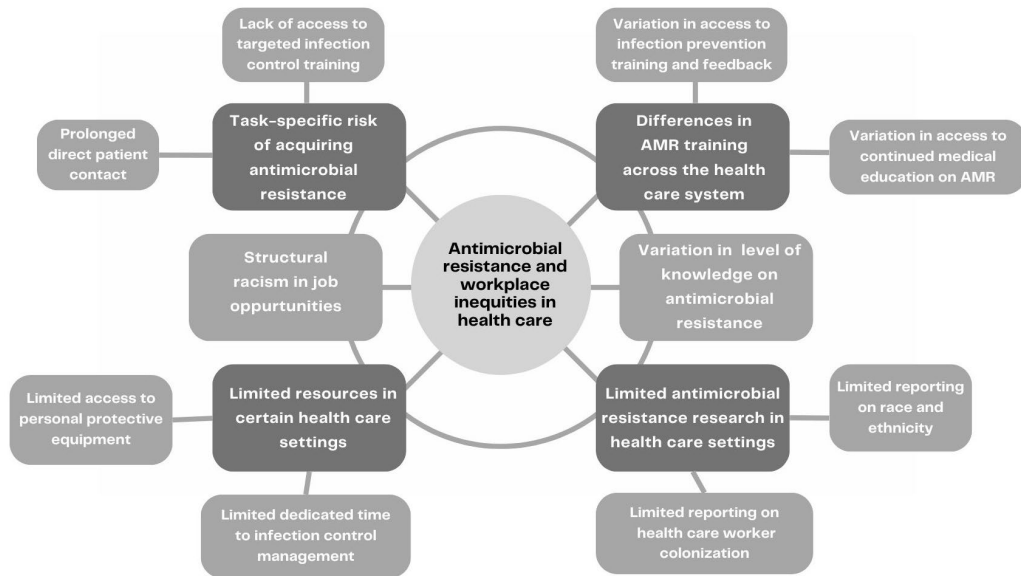 Lack of access to
targeted infection
control training
Variation in access to
infection prevention
training and feedback
Prolonged
direct patient
contact
Task-specific risk
of acquiring
antimicrobial
resistance
Differences in
AMR training
across the health
care system
Variation in access to
continued medical
education on AMR
Structural
racism in job
oppurtunities
Antimicrobial
resistance and
workplace
inequities in
health care
Variation in level of
knowledge on
antimicrobial
resistance
Limited access to
personal protective
equipment
Limited resources in
certain health care
settings
Limited antimicrobial
resistance research in
health care settings
Limited reporting
on race and
ethnicity
Limited dedicated time
to infection control
management
Limited reporting on
health care worker
colonization